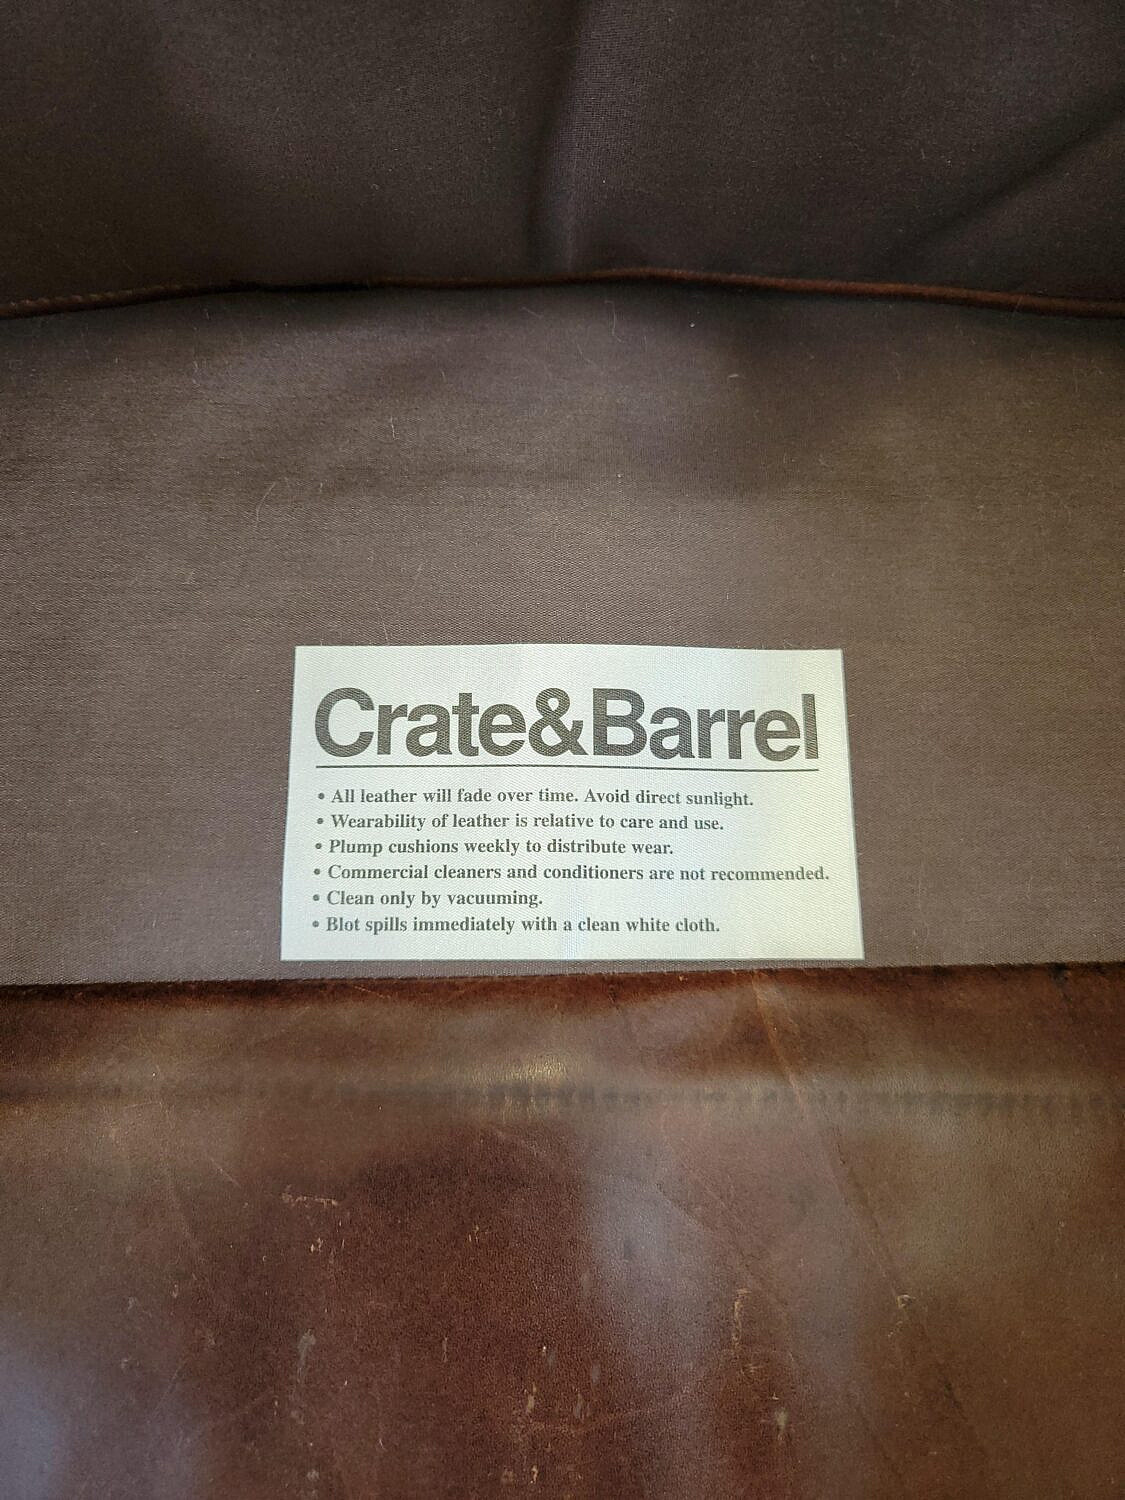 Crate&Barrel
• All leather will fade over time. Avoid direct sunlight.
• Wearability of leather is relative to care and use.
• Plump cushions weekly to distribute wear.
• Commercial cleaners and conditioners are not recommended.
• Clean only by vacuuming.
• Blot spills immediately with a clean white cloth.